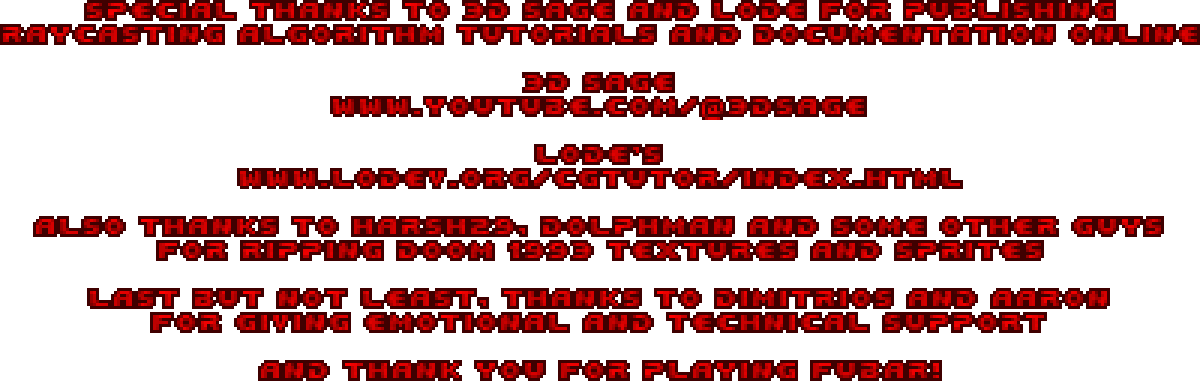 SPECIAL THANKS TO 3D SAGE AND LODE FOR PUBLISHING
RAYCASTING ALGORITHM TUTORIALS AND DOCUMENTATION ONLINE
3D SAGE
WWW.YOUTUBE.COM/@3DSAGE
LODE'S
WWW.LODEV.ORG/CGTUTOR/INDEX.HTML
ALSO THANKS TO HARSH29, DOLPHMAN AND SOME OTHER GUYS
FOR RIPPING DOOM 1993 TEXTURES AND SPRITES
LAST BUT NOT LEAST, THANKS TO DIMITRIOS AND AARON
FOR GIVING EMOTIONAL AND TECHNICAL SUPPORT
AND THANK YOU FOR PLAYING FUBAR!